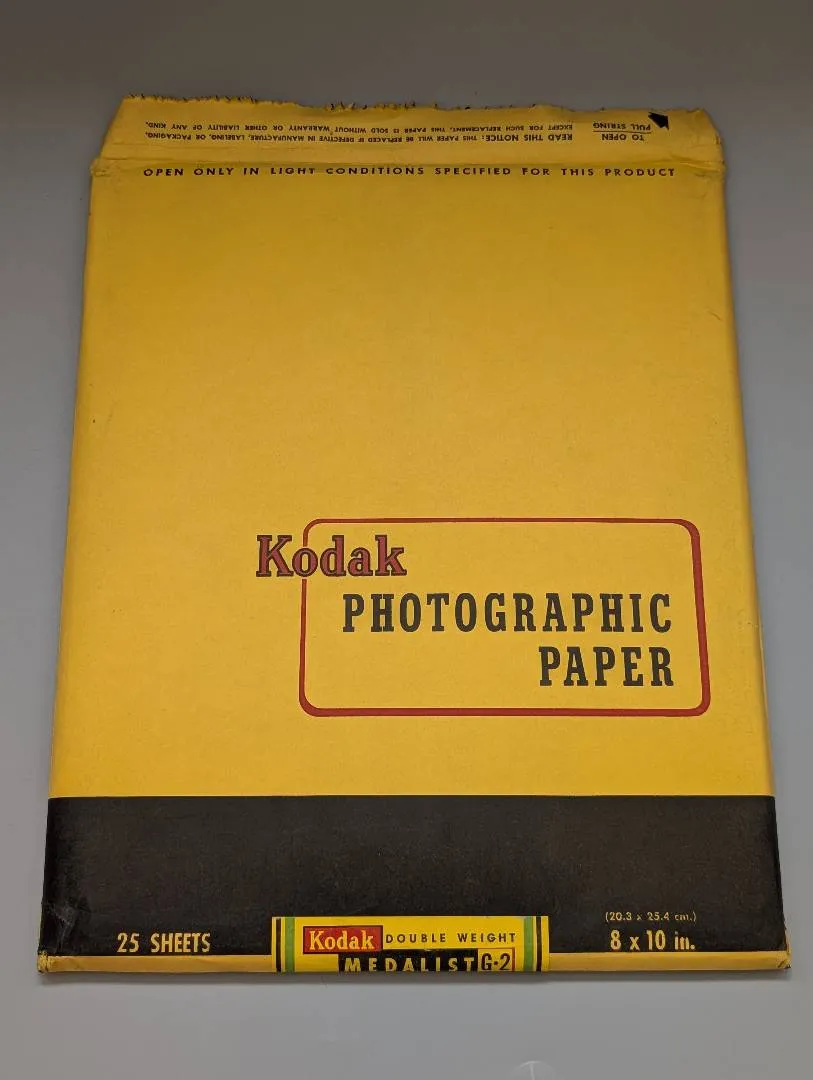 TO OPEN
PULL STRING
READ THIS NOTICE: THIS PAPER WILL BE REPLACED IF DEFECTIVE IN MANUFACTURE, LABELING, OR PACKAGING.
EXCEPT FOR SUCH REPLACEMENT, THIS PAPER IS SOLD WITHOUT WARRANTY OR OTHER LIABILITY OF ANY KIND.
OPEN ONLY IN LIGHT CONDITIONS SPECIFIED FOR THIS PRODUCT
Kodak
PHOTOGRAPHIC
PAPER
(20.3 x 25.4 cm.)
25 SHEETS
8 x 10 in.
Kodak DOUBLE WEIGHT
MEDALIST G-2